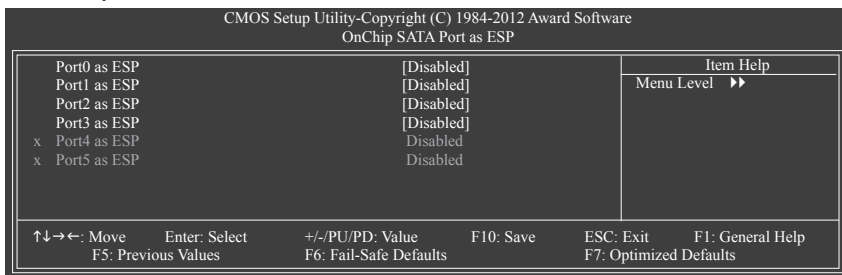 CMOS Setup Utility-Copyright (C) 1984-2012 Award Software
OnChip SATA Port as ESP
Port0 as ESP [Disabled]
Port1 as ESP [Disabled]
Port2 as ESP [Disabled]
Port3 as ESP [Disabled]
x Port4 as ESP Disabled
x Port5 as ESP Disabled
Item Help
Menu Level ►►
↑↓→←: Move Enter: Select +/-/PU/PD: Value F10: Save ESC: Exit F1: General Help
F5: Previous Values F6: Fail-Safe Defaults F7: Optimized Defaults